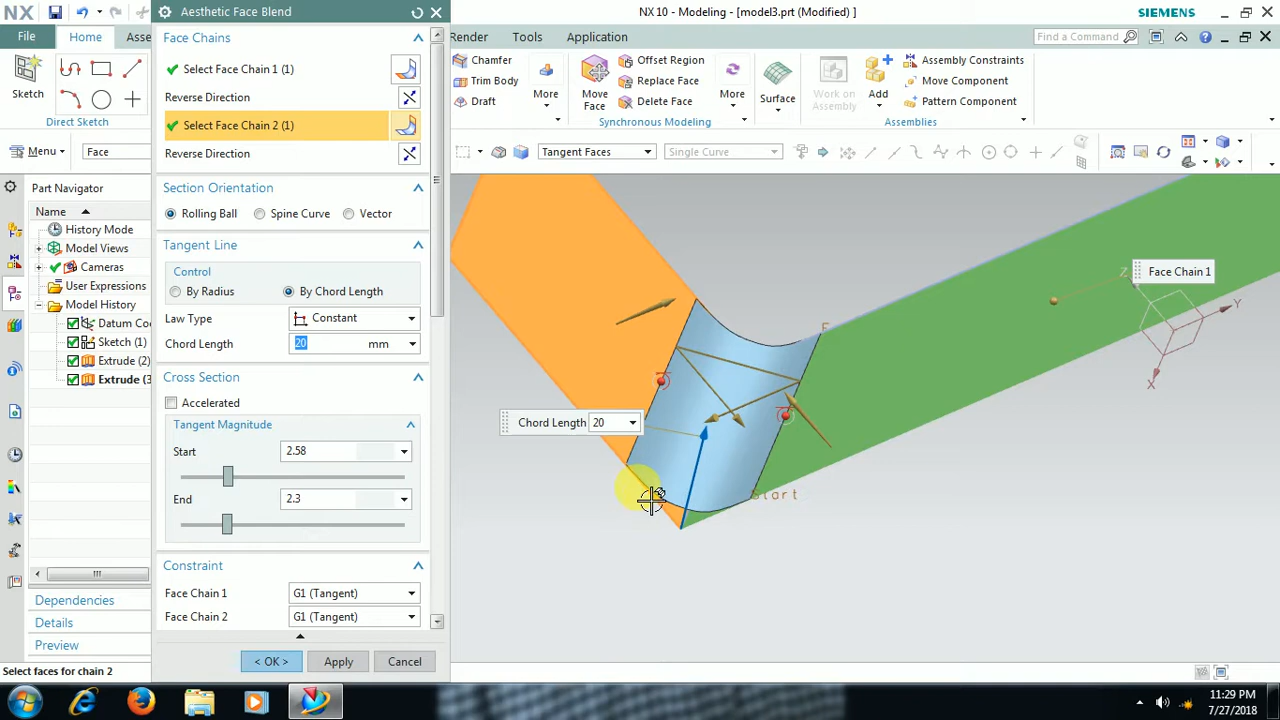 NX
NX 10 - Modeling - [model3.prt (Modified) ]
SIEMENS
Aesthetic Face Blend
File
Home
Asse
Render
Tools
Application
Find a Command
Sketch
Direct Sketch
Chamfer
Trim Body
Draft
More
Move
Face
Offset Region
Replace Face
Delete Face
More
Synchronous Modeling
Surface
Work on
Assembly
Add
Assembly Constraints
Move Component
Pattern Component
Assemblies
Menu
Face
Tangent Faces
Single Curve
Part Navigator
Name
History Mode
Model Views
Cameras
User Expressions
Model History
Datum Co
Sketch (1)
Extrude (2)
Extrude (3
Dependencies
Details
Preview
Face Chains
Select Face Chain 1 (1)
Reverse Direction
Select Face Chain 2 (1)
Reverse Direction
Section Orientation
Rolling Ball
Spine Curve
Vector
Tangent Line
Control
By Radius
By Chord Length
Law Type
Constant
Chord Length
20
mm
Cross Section
Accelerated
Tangent Magnitude
Start
2.58
End
2.3
Constraint
Face Chain 1
G1 (Tangent)
Face Chain 2
G1 (Tangent)
< OK >
Apply
Cancel
Face Chain 1
Z
Y
X
E
Chord Length
20
Start
Select faces for chain 2
11:29 PM
7/27/2018